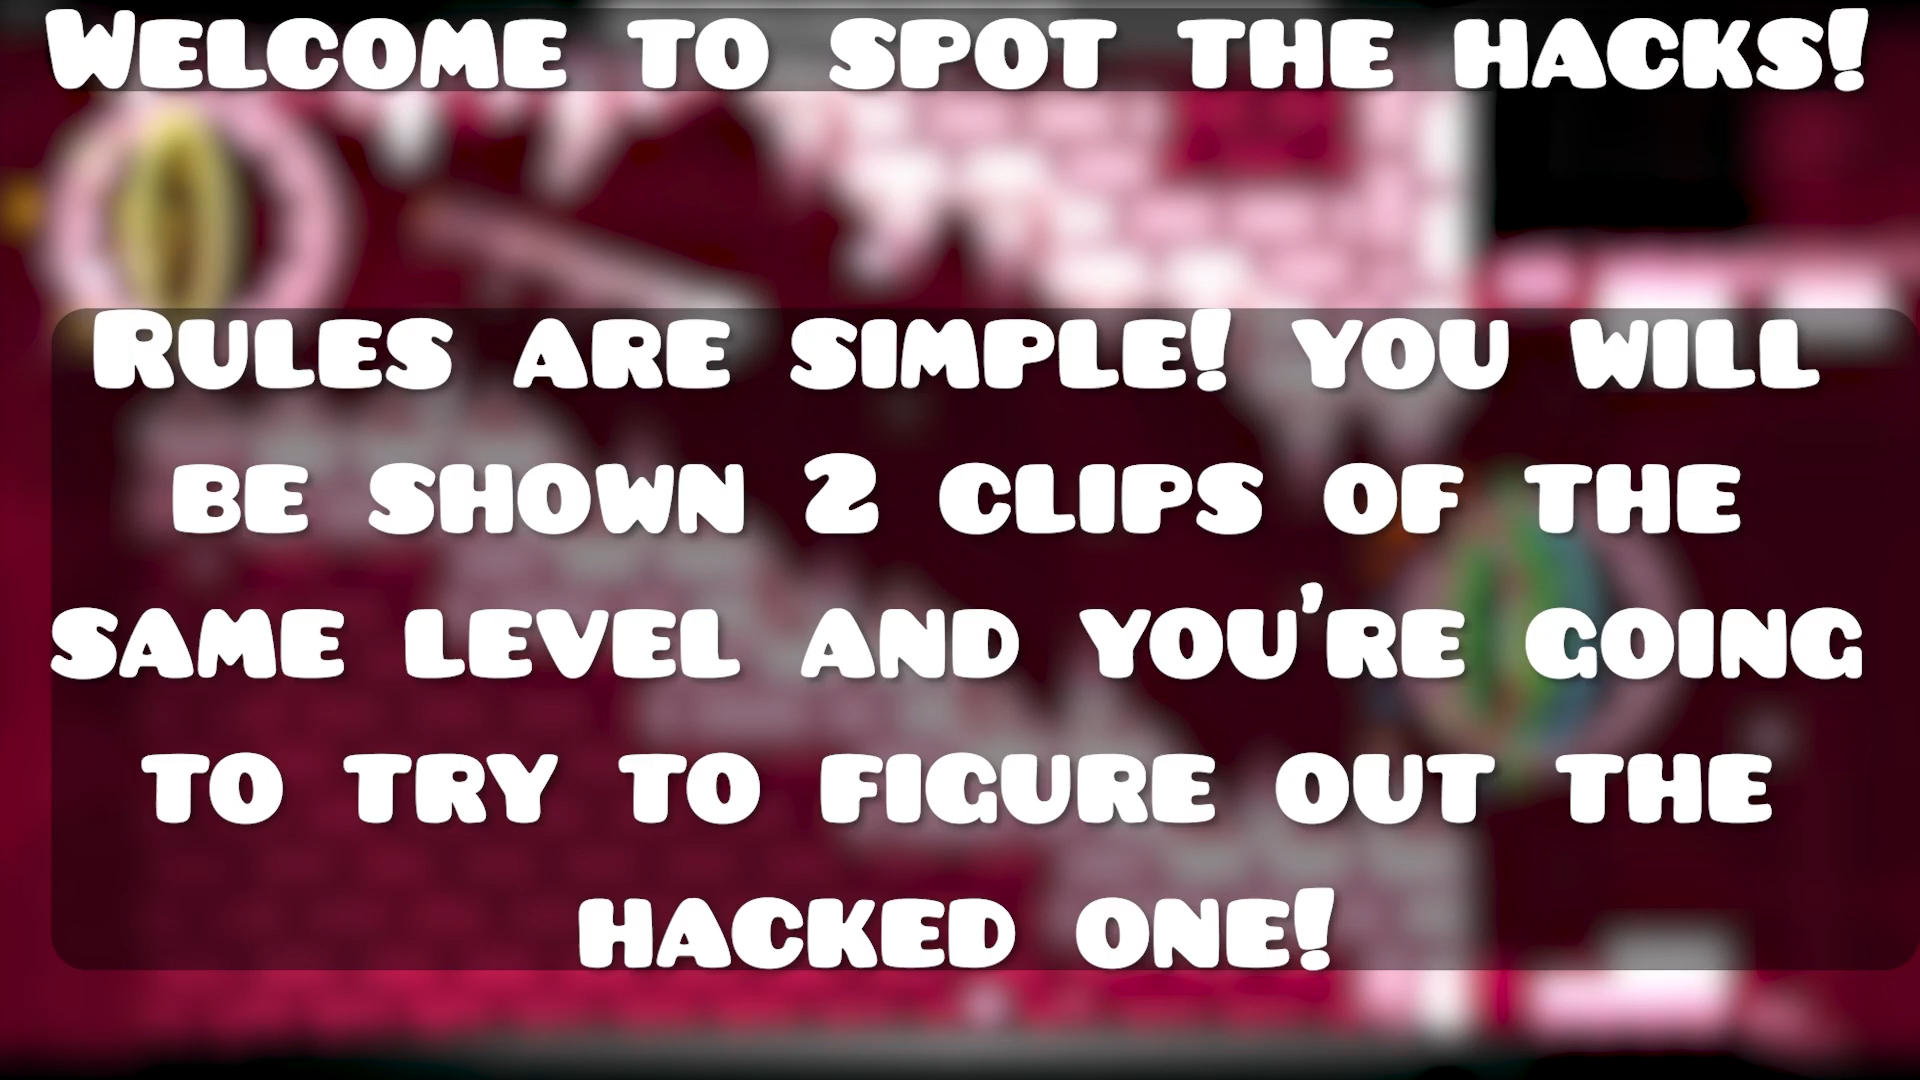 Welcome to spot the hacks!
Rules are simple! you will
be shown 2 clips of the
same level and you're going
to try to figure out the
hacked one!